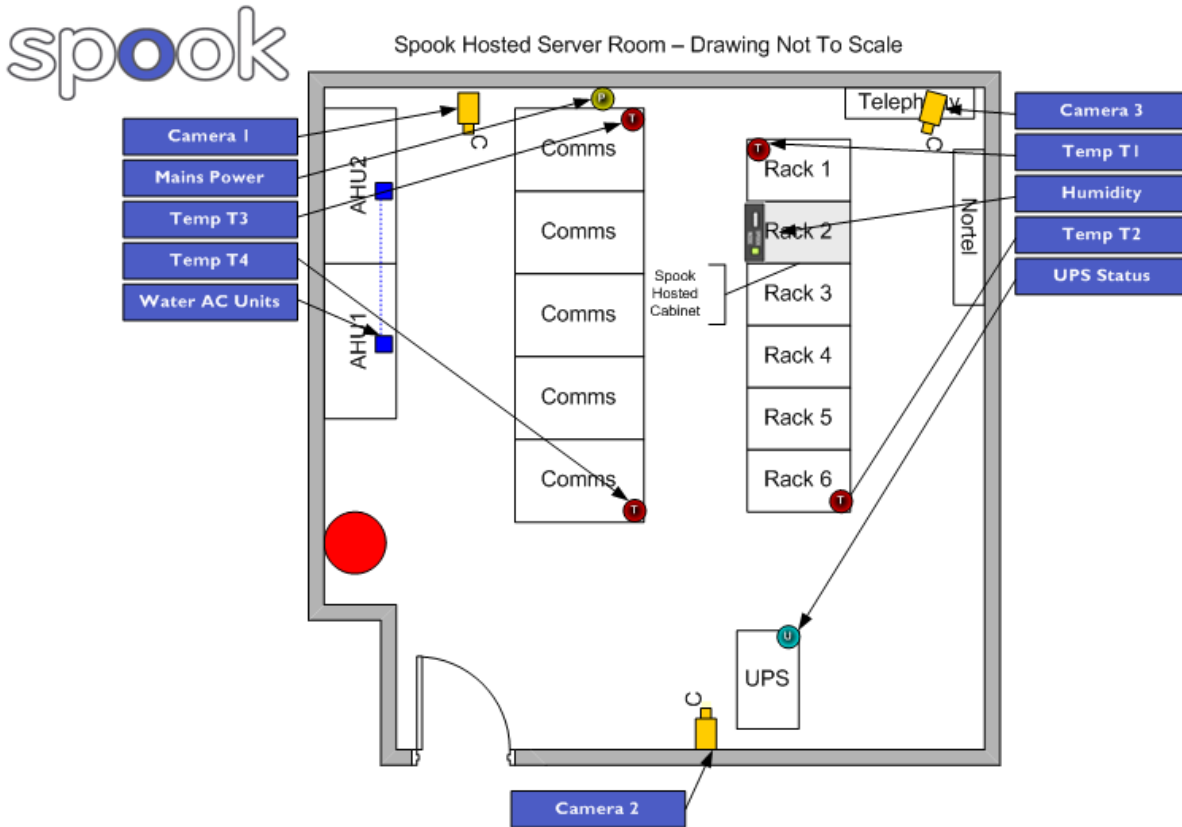 spook
Spook Hosted Server Room – Drawing Not To Scale
Camera 1
Mains Power
Temp T3
Temp T4
Water AC Units
Camera 3
Temp T1
Humidity
Temp T2
UPS Status
AHU2
AHU1
C
P
T
Comms
Comms
Comms
Comms
Comms
T
Spook
Hosted
Cabinet
T
Rack 1
Rack 2
Rack 3
Rack 4
Rack 5
Rack 6
T
Telephony
C
Nortel
U
UPS
C
Camera 2